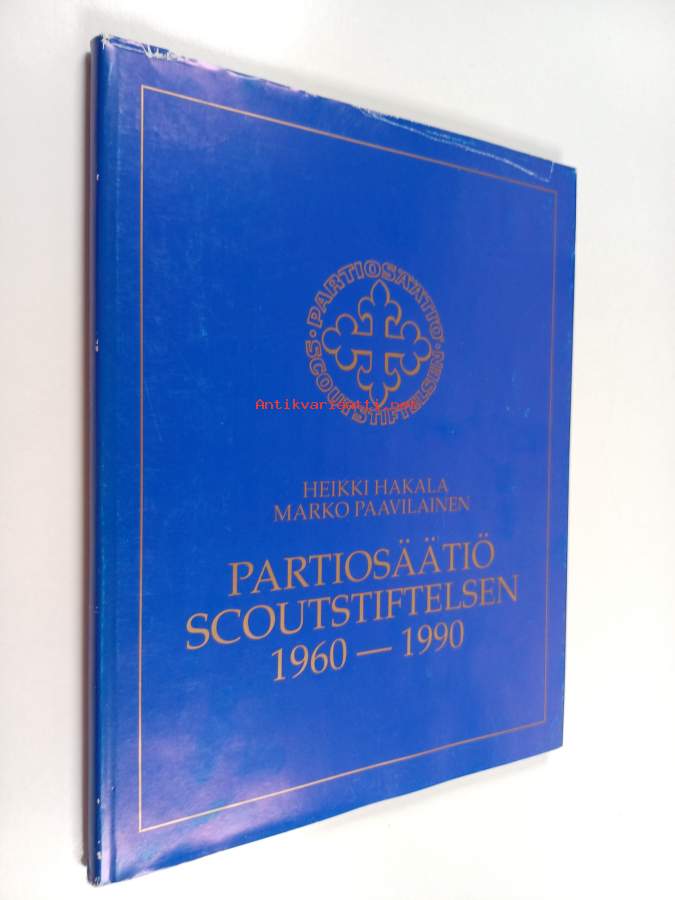 · PARTIOSÄÄTIÖ ·
SCOUTSTIFTELSEN
Antikvariaatti.net
HEIKKI HAKALA
MARKO PAAVILAINEN
PARTIOSÄÄTIÖ
SCOUTSTIFTELSEN
1960 — 1990